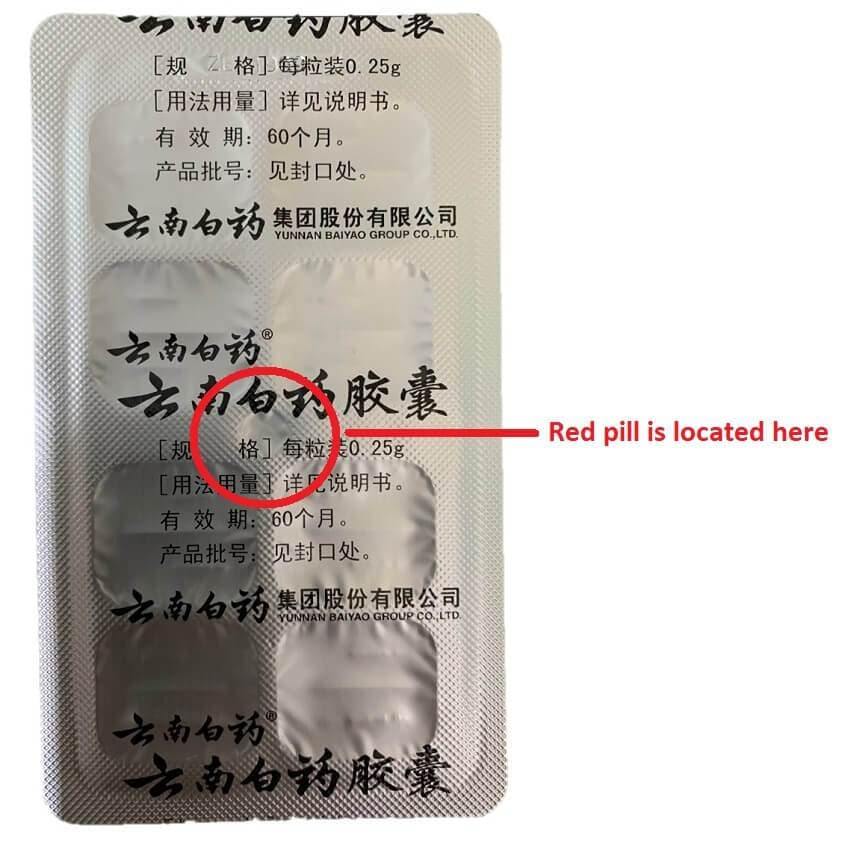 云南白药胶囊
[规 格] 每粒装0.25g
[用法用量] 详见说明书。
有 效 期: 60个月。
产品批号: 见封口处。
云南白药 集团股份有限公司
YUNNAN BAIYAO GROUP CO.,LTD.
云南白药®
云南白药胶囊
Red pill is located here
[规 格] 每粒装0.25g
[用法用量] 详见说明书。
有 效 期: 60个月。
产品批号: 见封口处。
云南白药 集团股份有限公司
YUNNAN BAIYAO GROUP CO.,LTD.
云南白药®
云南白药胶囊